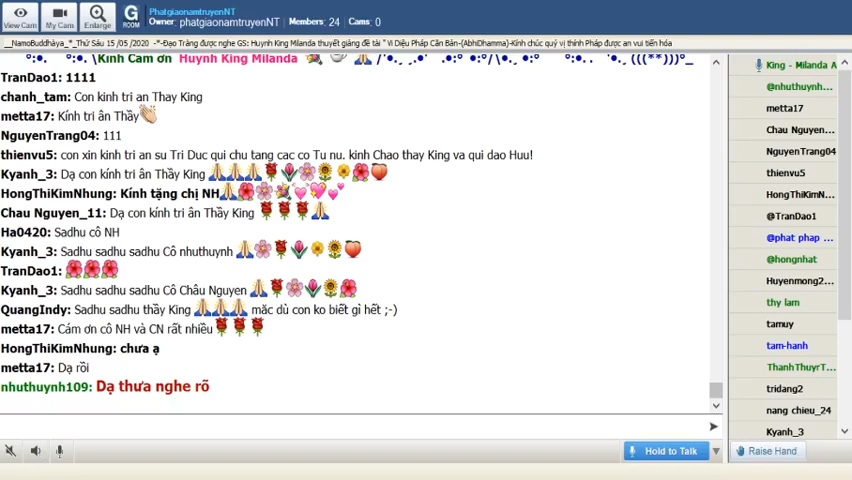 View Cam
My Cam
Enlarge
G
ROOM
PhatgiaonamtruyenNT
Owner: phatgiaonamtruyenNT Members: 24 Cams: 0
__NamoBuddhàya_*_Thứ Sáu 15 /05 /2020 -*-Đạo Tràng được nghe GS: Huynh King Milanda thuyết giảng đề tài " Vi Diệu Pháp Căn Bản-(AbhiDhamma)-Kính chúc quý vị thính Pháp được an vui tiến hóa
\Kính Cảm ơn Huynh King Milanda
TranDao1: 1111
chanh_tam: Con kinh tri an Thay King
metta17: Kính tri ân Thầy
NguyenTrang04: 111
thienvu5: con xin kinh tri an su Tri Duc qui chu tang cac co Tu nu. kinh Chao thay King va qui dao Huu!
Kyanh_3: Dạ con kính tri ân Thầy King
HongThiKimNhung: Kính tặng chị NH
Chau Nguyen_11: Dạ con kính tri ân Thầy King
Ha0420: Sadhu cô NH
Kyanh_3: Sadhu sadhu sadhu Cô nhuthuynh
TranDao1:
Kyanh_3: Sadhu sadhu sadhu Cô Châu Nguyen
QuangIndy: Sadhu sadhu thầy King mặc dù con ko biết gì hết ;-)
metta17: Cám ơn cô NH và CN rất nhiều
HongThiKimNhung: chưa ạ
metta17: Dạ rồi
nhuthuynh109: Dạ thưa nghe rõ
Hold to Talk
King - Milanda A
@nhuthuynh...
metta17
Chau Nguyen...
NguyenTrang04
thienvu5
HongThiKimN...
@TranDao1
@phat phap ...
@hongnhat
Huyenmong2...
thy lam
tamuy
tam-hanh
ThanhThuyrT...
tridang2
nang chieu_24
Kyanh_3
Raise Hand